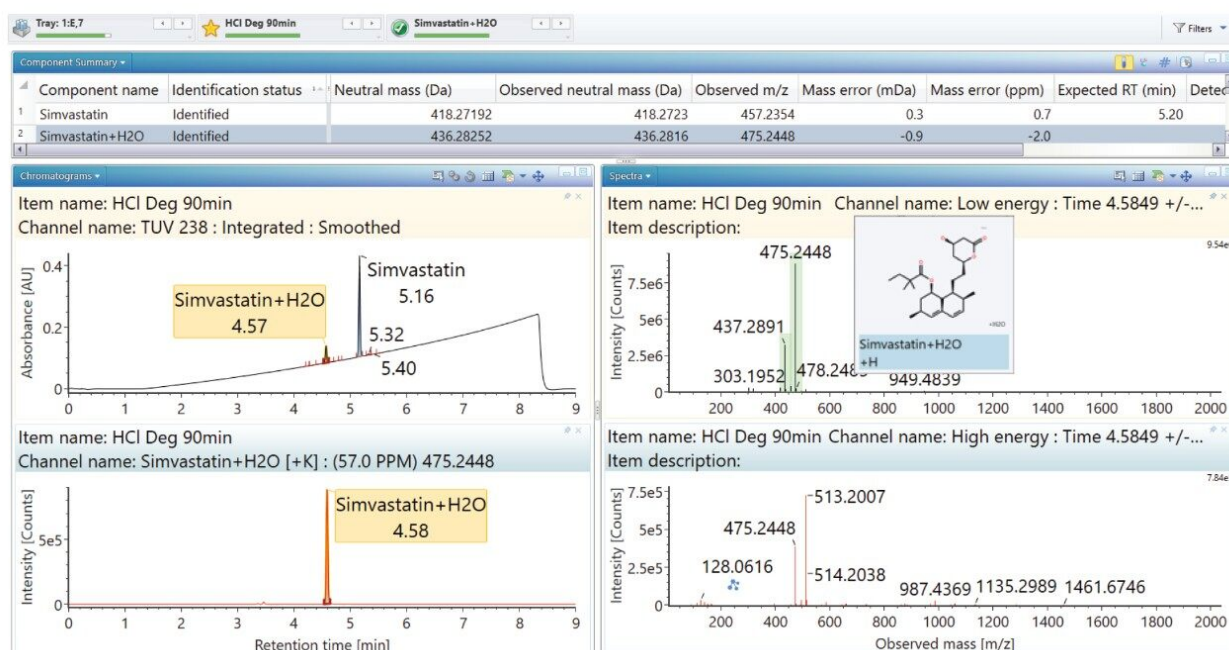 Tray: 1:E,7
HCl Deg 90min
Simvastatin+H2O
Filters
Component Summary
Component name Identification status Neutral mass (Da) Observed neutral mass (Da) Observed m/z Mass error (mDa) Mass error (ppm) Expected RT (min) Detec
1 Simvastatin Identified 418.27192 418.2723 457.2354 0.3 0.7 5.20
2 Simvastatin+H2O Identified 436.28252 436.2816 475.2448 -0.9 -2.0
Chromatograms
Item name: HCl Deg 90min
Channel name: TUV 238 : Integrated : Smoothed
Absorbance [AU]
0.4
0.2
0
Simvastatin
5.16
Simvastatin+H2O
4.57
5.32
5.40
0 1 2 3 4 5 6 7 8 9
Item name: HCl Deg 90min
Channel name: Simvastatin+H2O [+K] : (57.0 PPM) 475.2448
Intensity [Counts]
5e5
0
Simvastatin+H2O
4.58
0 1 2 3 4 5 6 7 8 9
Retention time [min]
Spectra
Item name: HCl Deg 90min Channel name: Low energy : Time 4.5849 +/-...
Item description:
9.54e
Intensity [Counts]
7.5e6
5e6
2.5e6
0
475.2448
437.2891
303.1952
478.248
949.4839
+H2O
Simvastatin+H2O
+H
200 400 600 800 1000 1200 1400 1600 1800 2000
Item name: HCl Deg 90min Channel name: High energy : Time 4.5849 +/-...
Item description:
7.84e
Intensity [Counts]
7.5e5
5e5
2.5e5
0
513.2007
475.2448
128.0616
514.2038
987.4369
1135.2989
1461.6746
200 400 600 800 1000 1200 1400 1600 1800 2000
Observed mass [m/z]